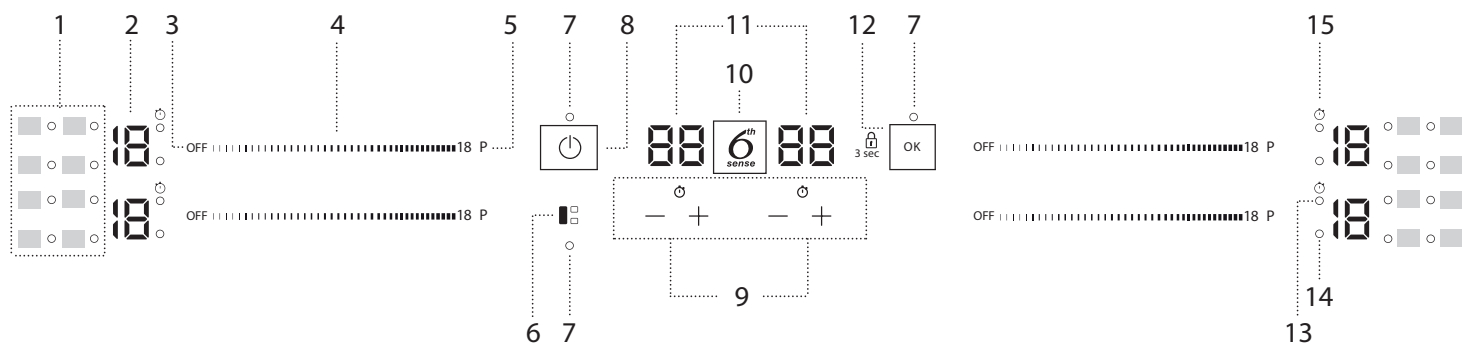 1 2 3 4 5 7 8 11 12 7 15
10
18 OFF 18 P 88 6th sense 88 3 sec OK OFF 18 P 18
18 OFF 18 P − + − + OFF 18 P 18
9
6 7 13 14